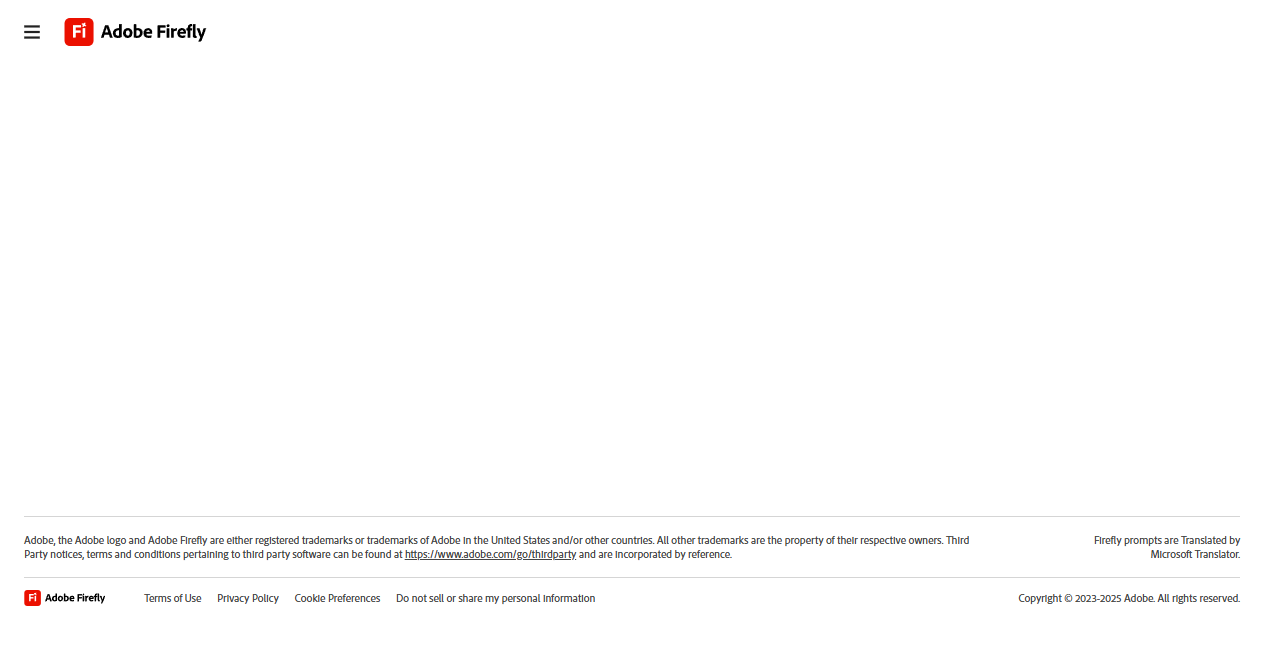 Fi Adobe Firefly
Adobe, the Adobe logo and Adobe Firefly are either registered trademarks or trademarks of Adobe in the United States and/or other countries. All other trademarks are the property of their respective owners. Third
Party notices, terms and conditions pertaining to third party software can be found at https://www.adobe.com/go/thirdparty and are incorporated by reference.
Firefly prompts are Translated by
Microsoft Translator.
Fi Adobe Firefly Terms of Use Privacy Policy Cookie Preferences Do not sell or share my personal information Copyright © 2023-2025 Adobe. All rights reserved.